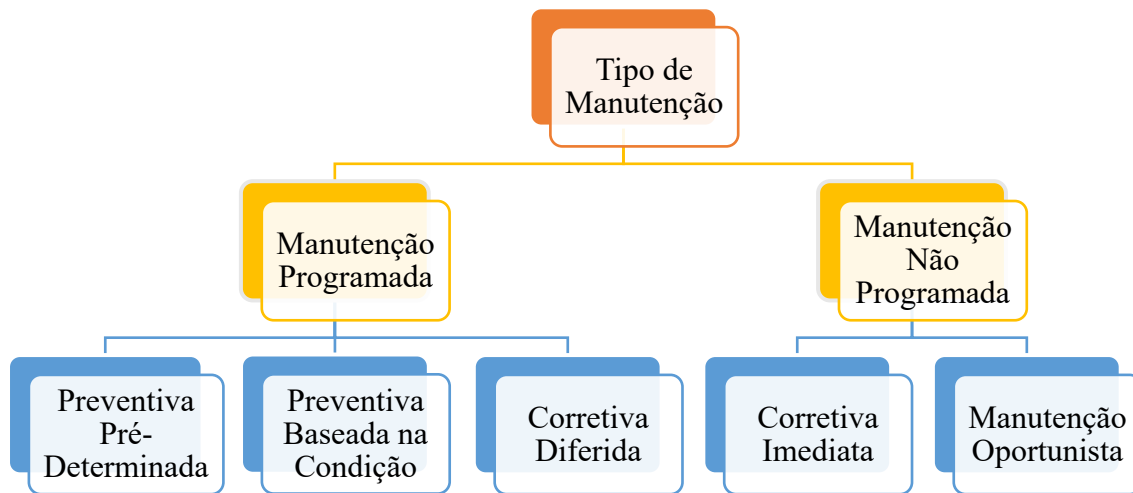 Tipo de
Manutenção
Manutenção
Programada
Manutenção
Não
Programada
Preventiva
Pré-
Determinada
Preventiva
Baseada na
Condição
Corretiva
Diferida
Corretiva
Imediata
Manutenção
Oportunista